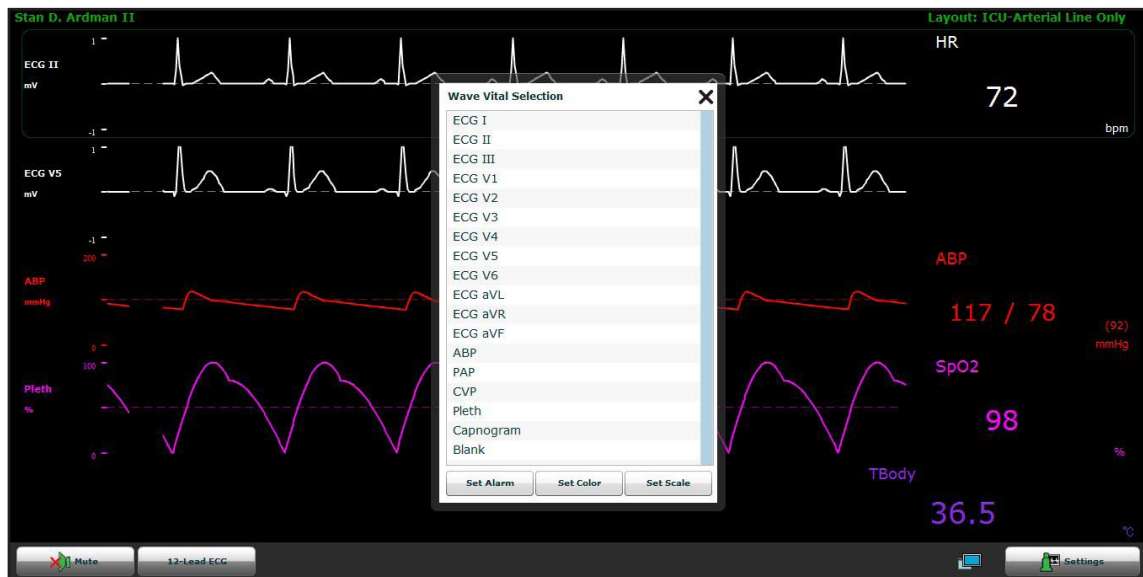 Stan D. Ardman II
Layout: ICU-Arterial Line Only
1
ECG II
mV
-1
HR
72
bpm
1
ECG V5
mV
-1
200
ABP
mmHg
0
ABP
117 / 78
(92)
mmHg
100
Pleth
%
0
SpO2
98
%
TBody
36.5
°C
Wave Vital Selection
ECG I
ECG II
ECG III
ECG V1
ECG V2
ECG V3
ECG V4
ECG V5
ECG V6
ECG aVL
ECG aVR
ECG aVF
ABP
PAP
CVP
Pleth
Capnogram
Blank
Set Alarm Set Color Set Scale
Mute 12-Lead ECG Settings